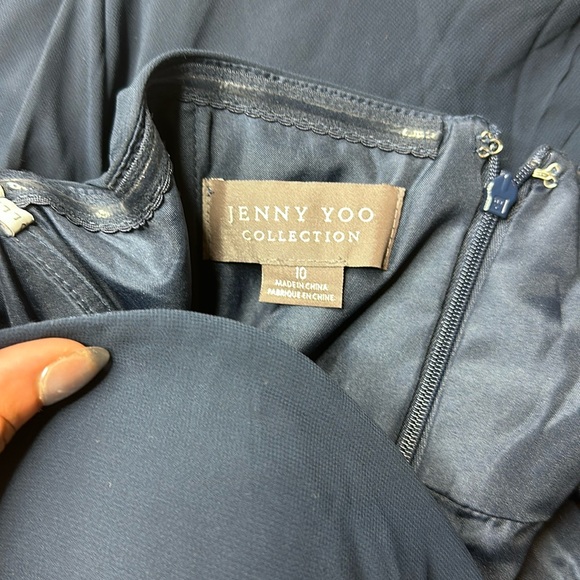 JENNY YOO
COLLECTION
10
MADE IN CHINA
FABRIQUE EN CHINE